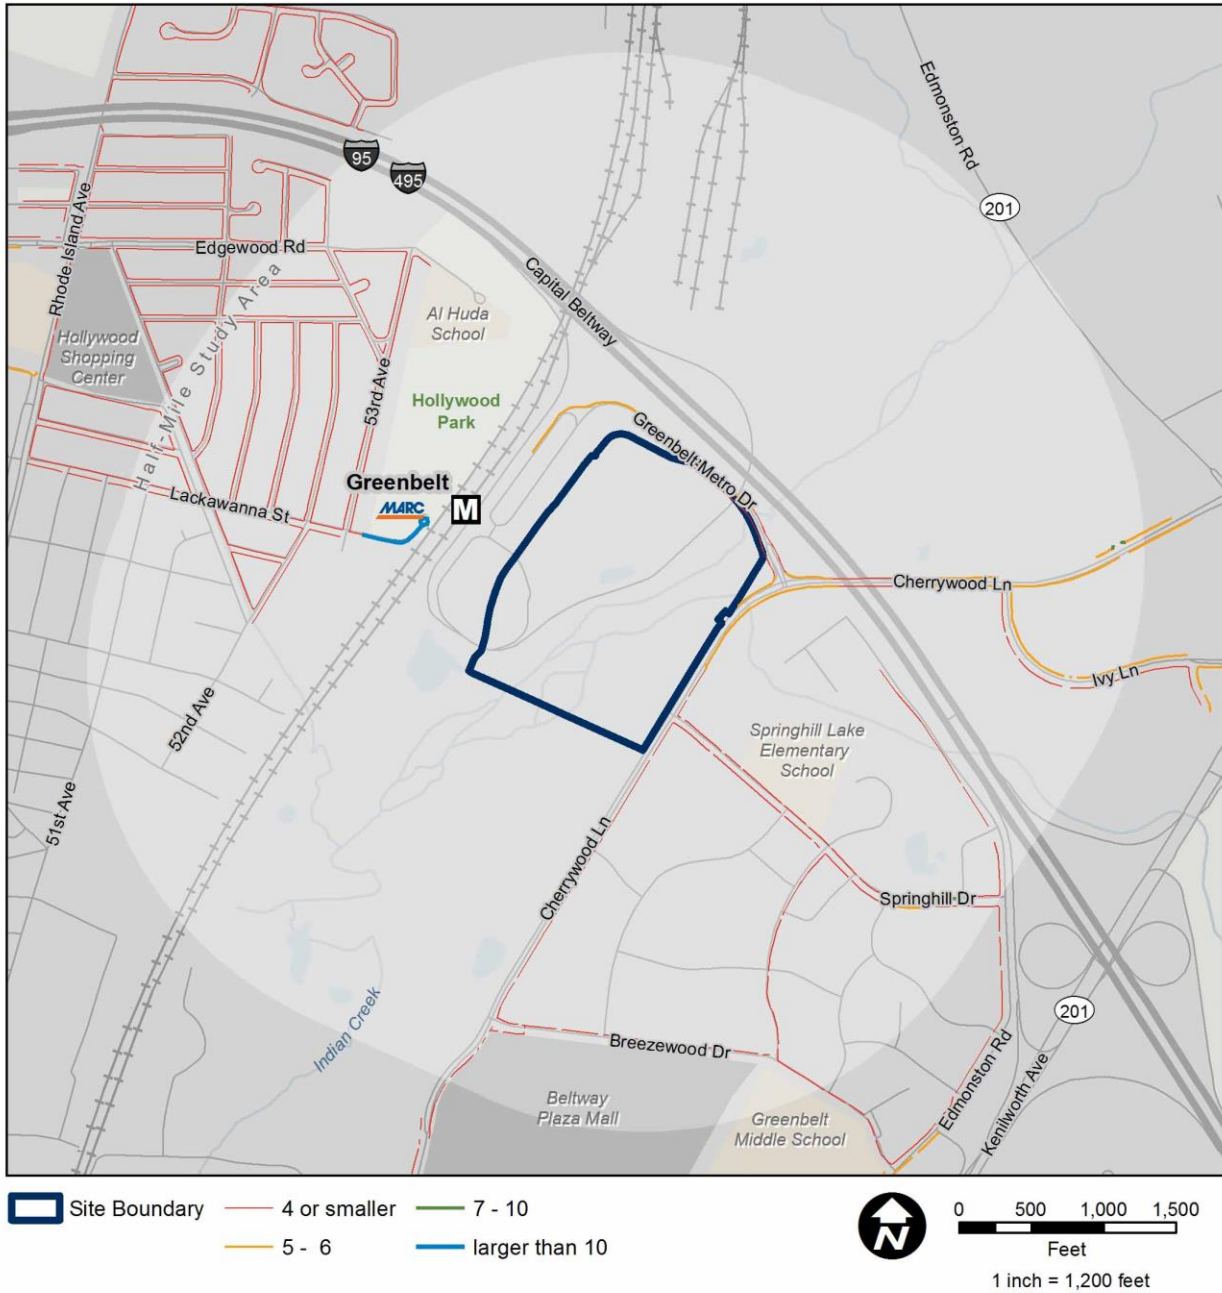 Edmonston Rd
95
495
201
Rhode Island Ave
Edgewood Rd
Capital Beltway
Half-Mile Study Area
Al Huda
School
Hollywood
Shopping
Center
53rd Ave
Hollywood
Park
Greenbelt Metro Dr
Greenbelt
MARC
M
Lackawanna St
Cherrywood Ln
Ivy Ln
52nd Ave
Springhill Lake
Elementary
School
51st Ave
Cherrywood Ln
Springhill Dr
Indian Creek
201
Breezewood Dr
Edmonston Rd
Kenilworth Ave
Beltway
Plaza Mall
Greenbelt
Middle School
Site Boundary
4 or smaller
7 - 10
5 - 6
larger than 10
N
0 500 1,000 1,500
Feet
1 inch = 1,200 feet